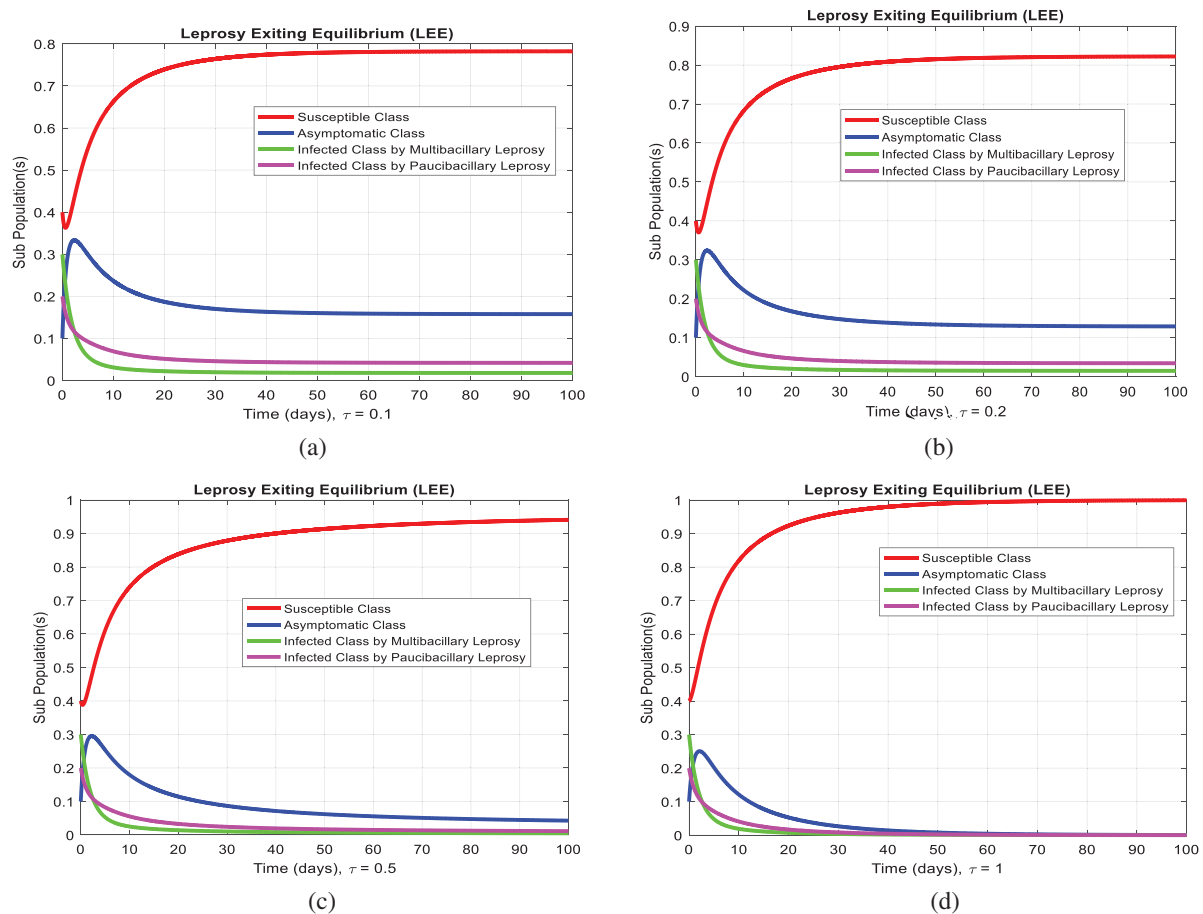 Leprosy Exiting Equilibrium (LEE)
0.8
0.7
0.6
0.5
0.4
0.3
0.2
0.1
0
Sub Population(s)
Susceptible Class
Asymptomatic Class
Infected Class by Multibacillary Leprosy
Infected Class by Paucibacillary Leprosy
0 10 20 30 40 50 60 70 80 90 100
Time (days), τ = 0.1
(a)
Leprosy Exiting Equilibrium (LEE)
0.9
0.8
0.7
0.6
0.5
0.4
0.3
0.2
0.1
0
Sub Population(s)
Susceptible Class
Asymptomatic Class
Infected Class by Multibacillary Leprosy
Infected Class by Paucibacillary Leprosy
0 10 20 30 40 50 60 70 80 90 100
Time (days), τ = 0.2
(b)
Leprosy Exiting Equilibrium (LEE)
1
0.9
0.8
0.7
0.6
0.5
0.4
0.3
0.2
0.1
0
Sub Population(s)
Susceptible Class
Asymptomatic Class
Infected Class by Multibacillary Leprosy
Infected Class by Paucibacillary Leprosy
0 10 20 30 40 50 60 70 80 90 100
Time (days), τ = 0.5
(c)
Leprosy Exiting Equilibrium (LEE)
1
0.9
0.8
0.7
0.6
0.5
0.4
0.3
0.2
0.1
0
Sub Population(s)
Susceptible Class
Asymptomatic Class
Infected Class by Multibacillary Leprosy
Infected Class by Paucibacillary Leprosy
0 10 20 30 40 50 60 70 80 90 100
Time (days), τ = 1
(d)